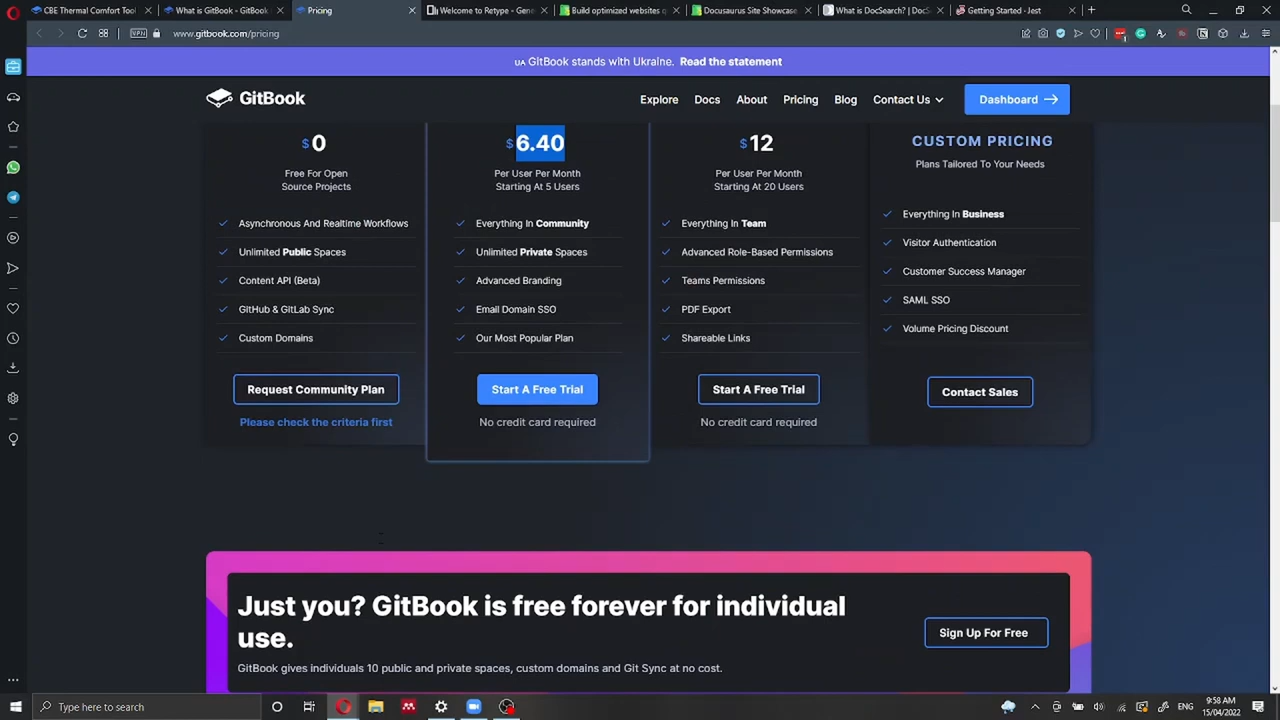 CBE Thermal Comfort Tool
What is GitBook - GitBook
Pricing
Welcome to Retype - Gene
Build optimized websites q
Docusaurus Site Showcase
What is DocSearch? | DocS
Getting Started · Jest
VPN
www.gitbook.com/pricing
UA GitBook stands with Ukraine. Read the statement
GitBook
Explore
Docs
About
Pricing
Blog
Contact Us
Dashboard
$0
Free For Open
Source Projects
Asynchronous And Realtime Workflows
Unlimited Public Spaces
Content API (Beta)
GitHub & GitLab Sync
Custom Domains
Request Community Plan
Please check the criteria first
$6.40
Per User Per Month
Starting At 5 Users
Everything In Community
Unlimited Private Spaces
Advanced Branding
Email Domain SSO
Our Most Popular Plan
Start A Free Trial
No credit card required
$12
Per User Per Month
Starting At 20 Users
Everything In Team
Advanced Role-Based Permissions
Teams Permissions
PDF Export
Shareable Links
Start A Free Trial
No credit card required
CUSTOM PRICING
Plans Tailored To Your Needs
Everything In Business
Visitor Authentication
Customer Success Manager
SAML SSO
Volume Pricing Discount
Contact Sales
Just you? GitBook is free forever for individual
use.
GitBook gives individuals 10 public and private spaces, custom domains and Git Sync at no cost.
Sign Up For Free
Type here to search
ENG
9:58 AM
15/04/2022